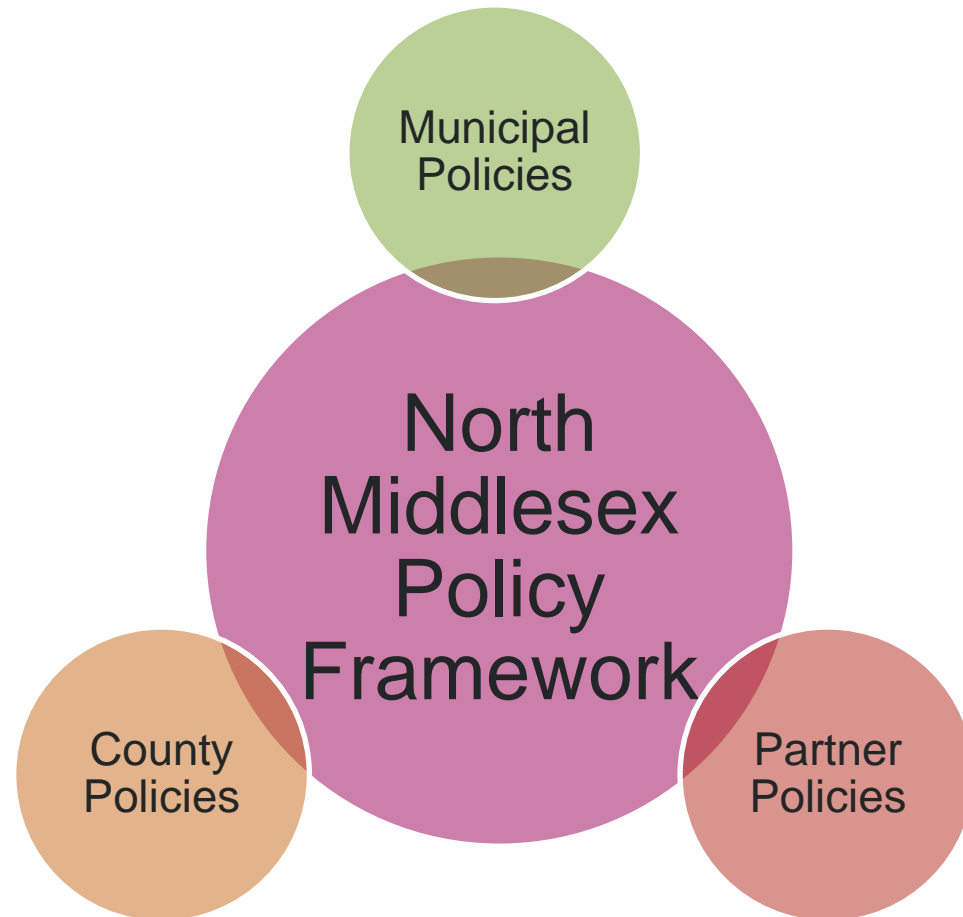 Municipal
Policies
North
Middlesex
Policy
Framework
County
Policies
Partner
Policies